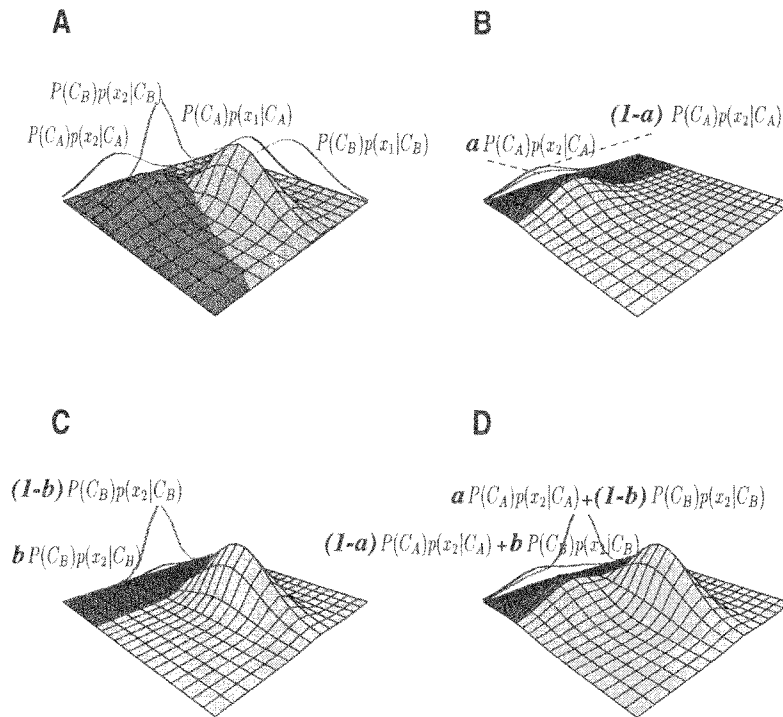 A
B
P(C_B)p(x_2|C_B)
P(C_A)p(x_1|C_A)
P(C_A)p(x_2|C_A)
P(C_B)p(x_1|C_B)
(1-a) P(C_A)p(x_2|C_A)
a P(C_A)p(x_2|C_A)
C
D
(1-b) P(C_B)p(x_2|C_B)
b P(C_B)p(x_2|C_B)
a P(C_A)p(x_2|C_A)+(1-b) P(C_B)p(x_2|C_B)
(1-a) P(C_A)p(x_2|C_A)+b P(C_B)p(x_2|C_B)